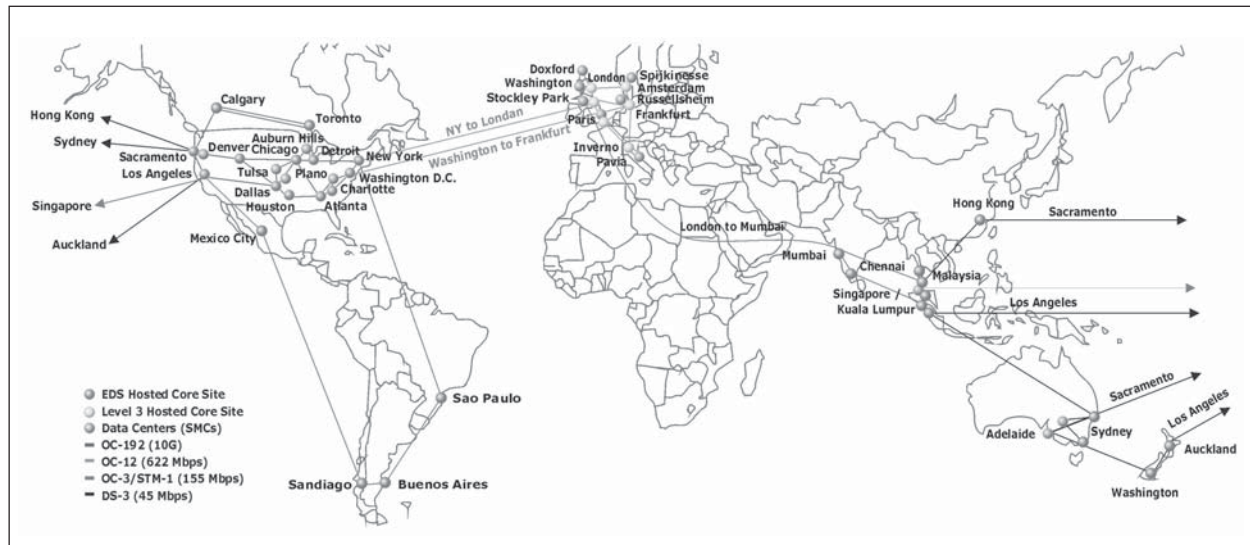 Hong Kong
Sydney
Sacramento
Los Angeles
Singapore
Auckland
Calgary
Toronto
Auburn Hills
Denver
Chicago
Detroit
New York
Tulsa
Plano
Washington D.C.
Dallas
Charlotte
Houston
Atlanta
Mexico City
NY to Londan
Washington to Frankfurt
Doxford
Washington
London
Stockley Park
Spijkinesse
Amsterdam
Russellsheim
Frankfurt
Paris
Inverno
Pavia
London to Mumbai
Mumbai
Chennai
Hong Kong
Sacramento
Malaysia
Singapore /
Kuala Lumpur
Los Angeles
Sao Paulo
Sandiago
Buenos Aires
Sacramento
Los Angeles
Adelaide
Sydney
Auckland
Washington
EDS Hosted Core Site
Level 3 Hosted Core Site
Data Centers (SMCs)
OC-192 (10G)
OC-12 (622 Mbps)
OC-3/STM-1 (155 Mbps)
DS-3 (45 Mbps)